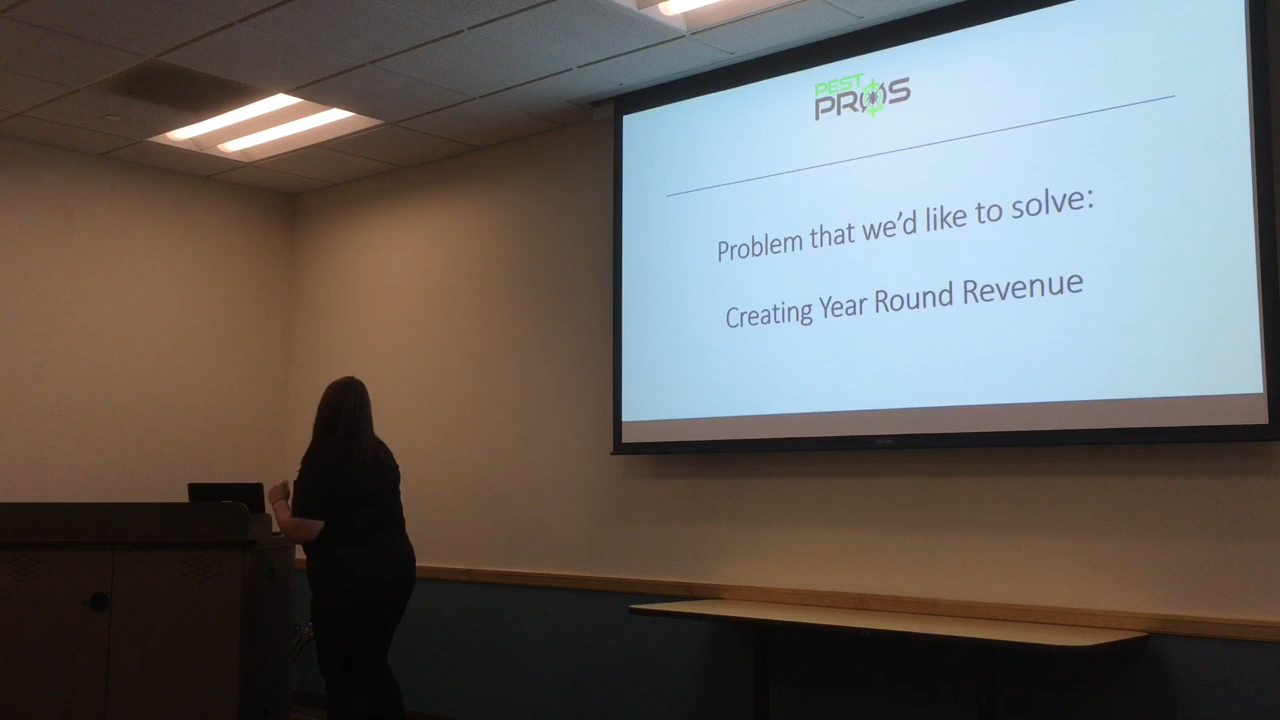 PEST
PROS
Problem that we'd like to solve:
Creating Year Round Revenue